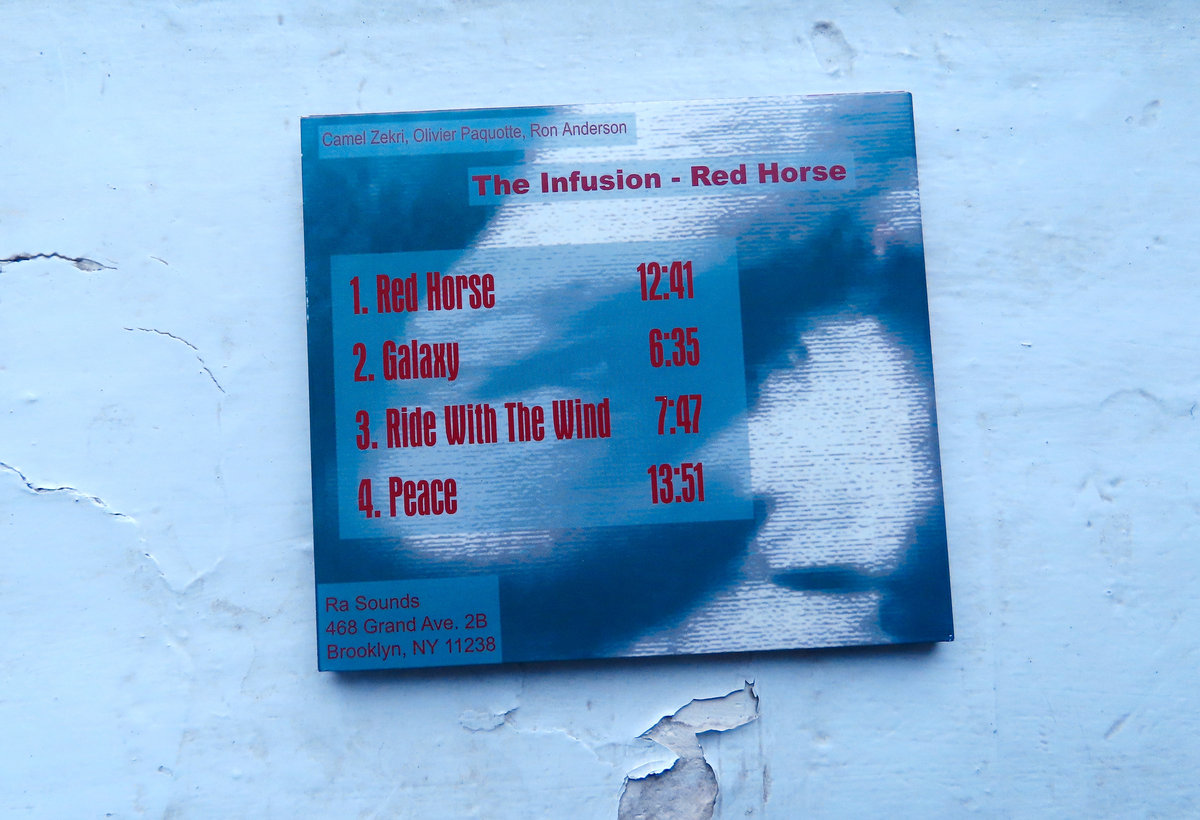 Camel Zekri, Olivier Paquotte, Ron Anderson
The Infusion - Red Horse
1. Red Horse 12:41
2. Galaxy 6:35
3. Ride With The Wind 7:47
4. Peace 13:51
Ra Sounds
468 Grand Ave. 2B
Brooklyn, NY 11238